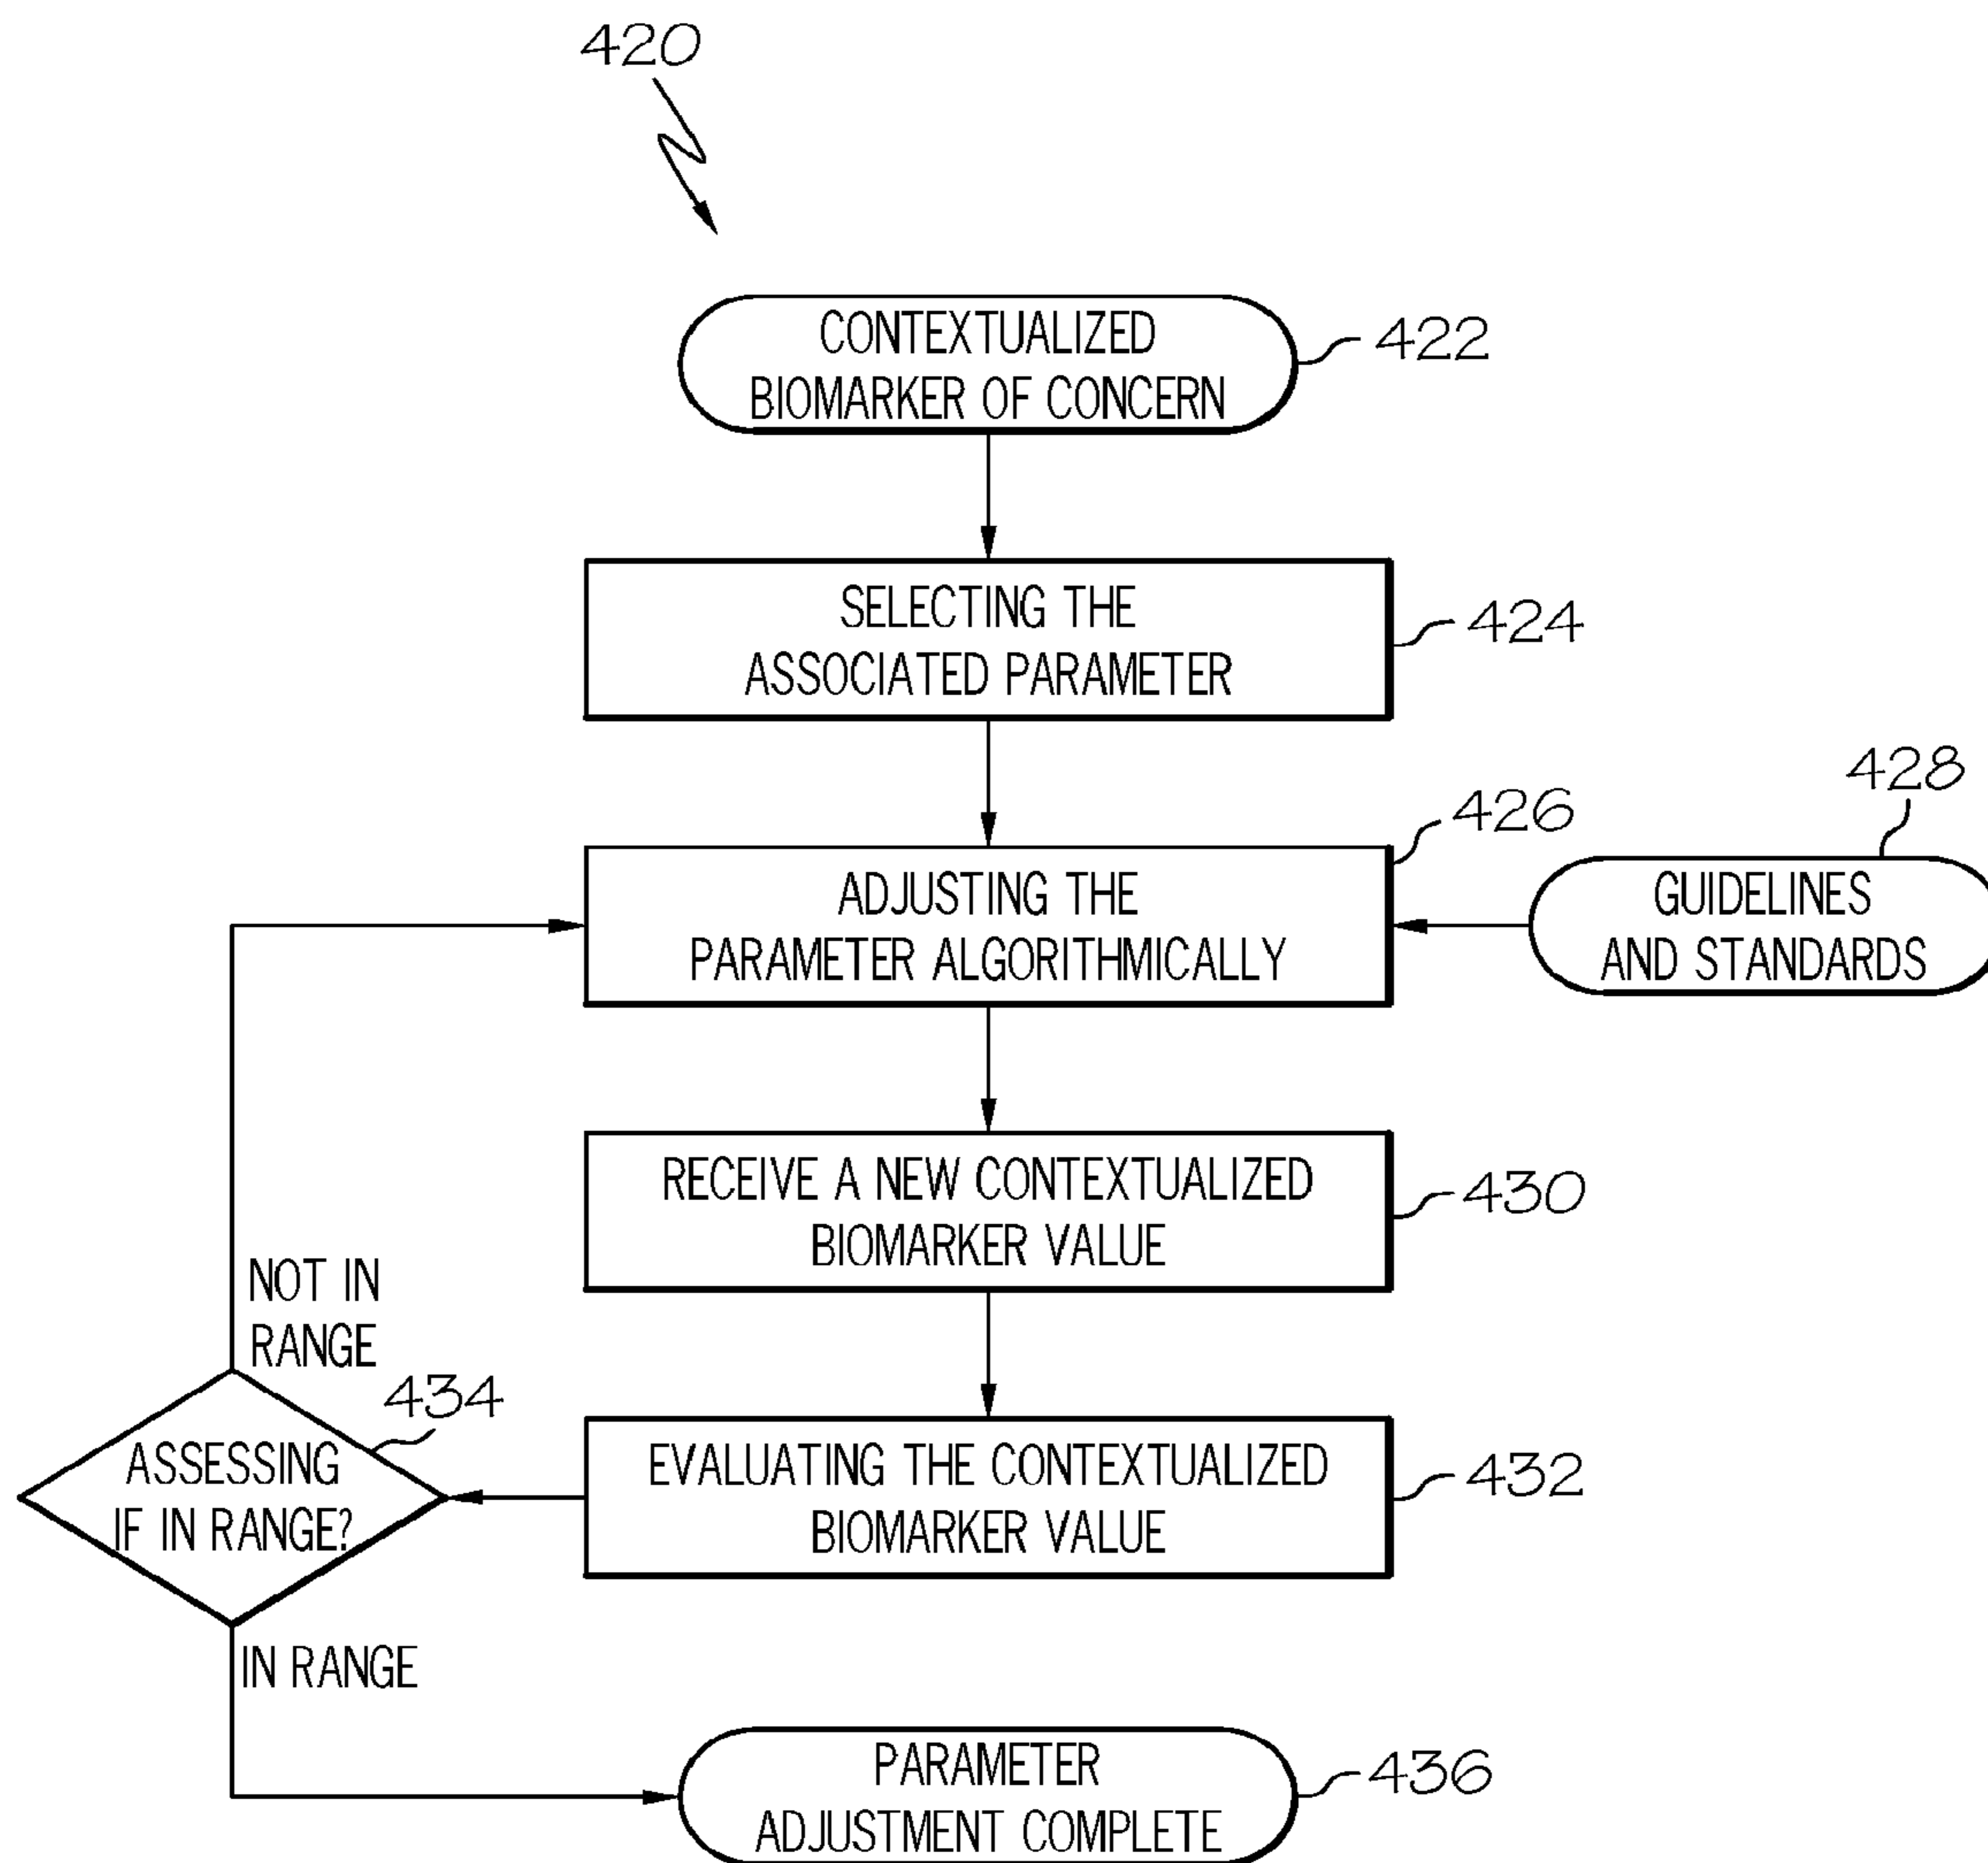 420
CONTEXTUALIZED
BIOMARKER OF CONCERN
422
SELECTING THE
ASSOCIATED PARAMETER
424
428
426
ADJUSTING THE
PARAMETER ALGORITHMICALLY
GUIDELINES
AND STANDARDS
RECEIVE A NEW CONTEXTUALIZED
BIOMARKER VALUE
430
NOT IN
RANGE
434
ASSESSING
IF IN RANGE?
EVALUATING THE CONTEXTUALIZED
BIOMARKER VALUE
432
IN RANGE
PARAMETER
ADJUSTMENT COMPLETE
436